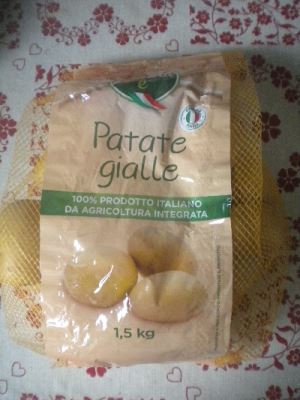 Patate
gialle
100% PRODOTTO ITALIANO
DA AGRICOLTURA INTEGRATA
1,5 kg